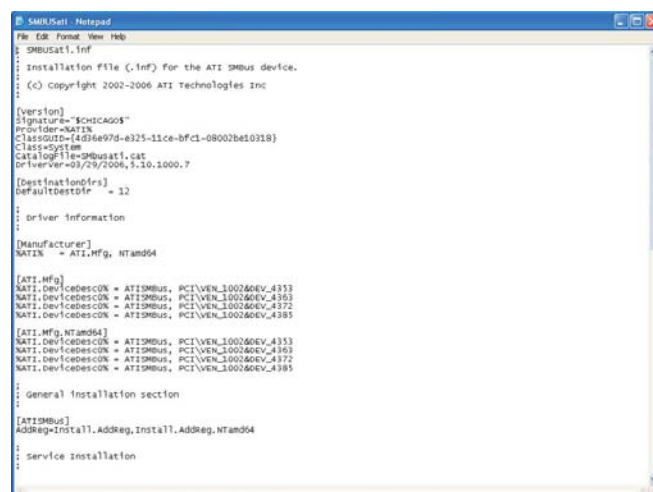 SMBUSati - Notepad
File Edit Format View Help
; SMBUSati.inf
;
; Installation file (.inf) for the ATI SMBus device.
;
; (c) Copyright 2002-2006 ATI Technologies Inc
;
[Version]
Signature="$CHICAGO$"
Provider=%ATI%
ClassGUID={4d36e97d-e325-11ce-bfc1-08002be10318}
Class=System
CatalogFile=SMbusati.cat
DriverVer=03/29/2006,5.10.1000.7
[DestinationDirs]
DefaultDestDir = 12
;
; Driver information
;
[Manufacturer]
%ATI% = ATI.Mfg, NTamd64
[ATI.Mfg]
%ATI.DeviceDesc0% = ATISMBus, PCI\VEN_1002&DEV_4353
%ATI.DeviceDesc0% = ATISMBus, PCI\VEN_1002&DEV_4363
%ATI.DeviceDesc0% = ATISMBus, PCI\VEN_1002&DEV_4372
%ATI.DeviceDesc0% = ATISMBus, PCI\VEN_1002&DEV_4385
[ATI.Mfg.NTamd64]
%ATI.DeviceDesc0% = ATISMBus, PCI\VEN_1002&DEV_4353
%ATI.DeviceDesc0% = ATISMBus, PCI\VEN_1002&DEV_4363
%ATI.DeviceDesc0% = ATISMBus, PCI\VEN_1002&DEV_4372
%ATI.DeviceDesc0% = ATISMBus, PCI\VEN_1002&DEV_4385
;
; General installation section
;
[ATISMBus]
AddReg=Install.AddReg,Install.AddReg.NTamd64
;
; Service Installation
;